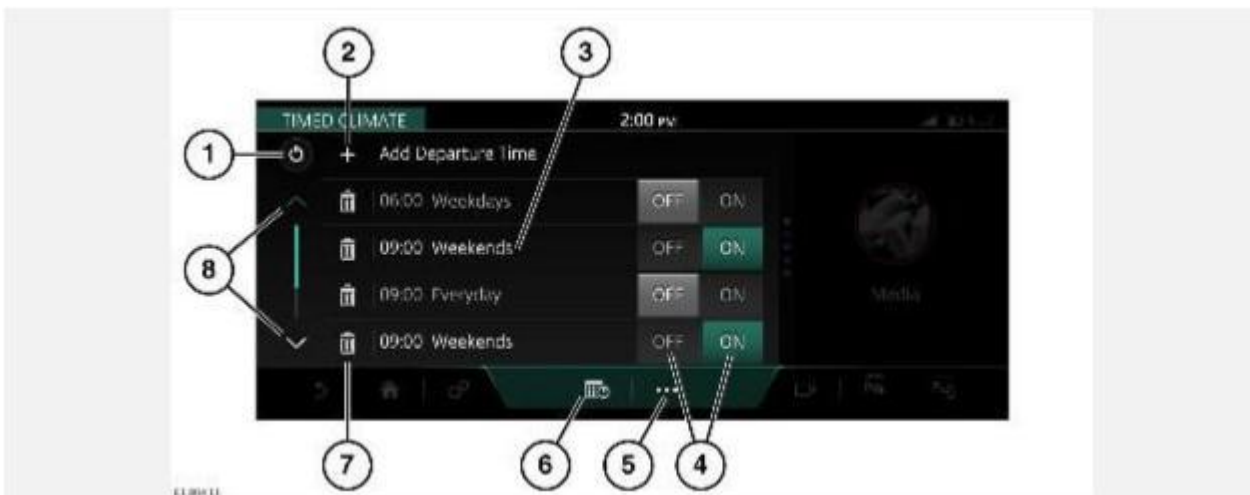 2
3
TIMED CLIMATE 2:00 PM
1
+ Add Departure Time
06:00 Weekdays OFF ON
09:00 Weekends OFF ON
8
09:00 Everyday OFF ON
Media
09:00 Weekends OFF ON
7
6
5
4